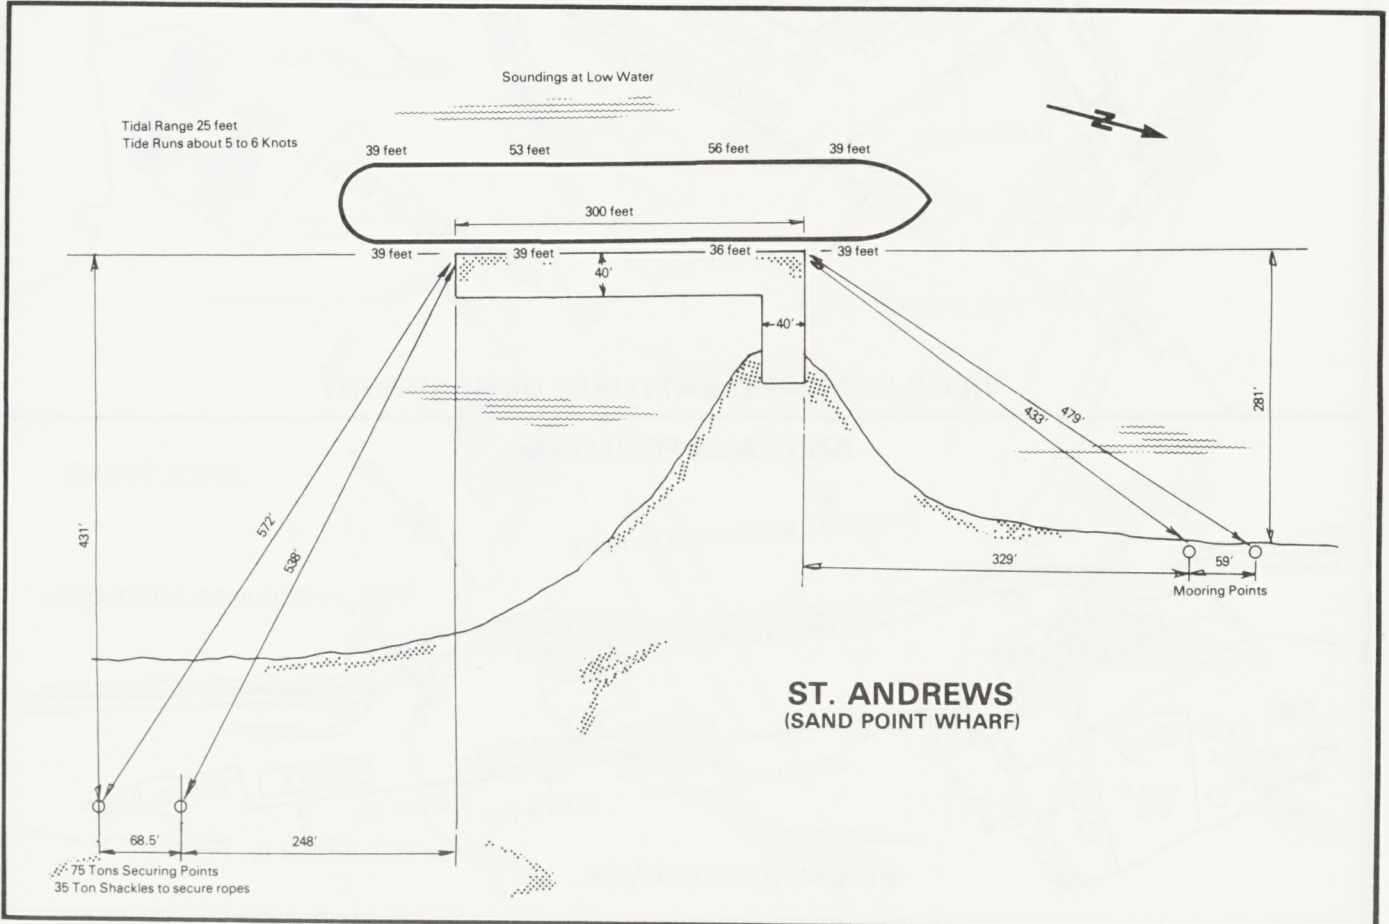 Soundings at Low Water
Tidal Range 25 feet
Tide Runs about 5 to 6 Knots
N
39 feet
53 feet
56 feet
39 feet
300 feet
39 feet
39 feet
36 feet
39 feet
40′
40′
431′
572′
538′
433′
479′
281′
329′
59′
Mooring Points
ST. ANDREWS
(SAND POINT WHARF)
68.5′
248′
75 Tons Securing Points
35 Ton Shackles to secure ropes